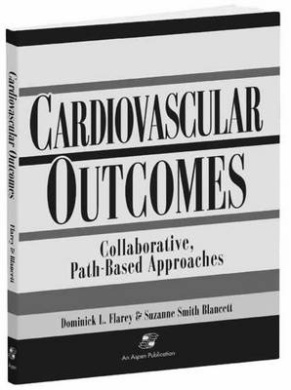 CARDIOVASCULAR
OUTCOMES
Collaborative,
Path-Based Approaches
Dominick L. Flarey & Suzanne Smith Blancett
An Aspen Publication
Cardiovascular Outcomes
Flarey & Blancett